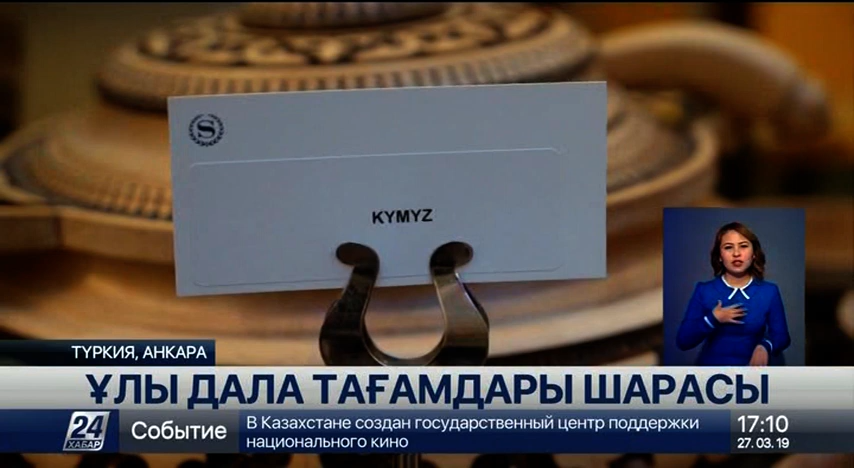 S
KYMYZ
ТҮРКИЯ, АНКАРА
ҰЛЫ ДАЛА ТАҒАМДАРЫ ШАРАСЫ
24
ХАБАР
Событие
В Казахстане создан государственный центр поддержки
национального кино
17:10
27.03.19